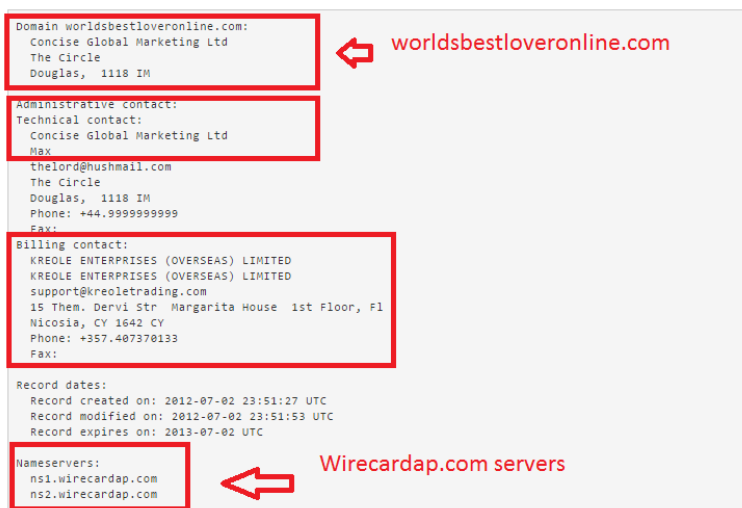 Domain worldsbestloveronline.com:
worldsbestloveronline.com
Concise Global Marketing Ltd
The Circle
Douglas, 1118 IM
Administrative contact:
Technical contact:
Concise Global Marketing Ltd
Max
thelord@hushmail.com
The Circle
Douglas, 1118 IM
Phone: +44.9999999999
Fax:
Billing contact:
KREOLE ENTERPRISES (OVERSEAS) LIMITED
KREOLE ENTERPRISES (OVERSEAS) LIMITED
support@kreoletrading.com
15 Them. Dervi Str Margarita House 1st Floor, Fl
Nicosia, CY 1642 CY
Phone: +357.407370133
Fax:
Record dates:
Record created on: 2012-07-02 23:51:27 UTC
Record modified on: 2012-07-02 23:51:53 UTC
Record expires on: 2013-07-02 UTC
Nameservers:
Wirecardap.com servers
ns1.wirecardap.com
ns2.wirecardap.com